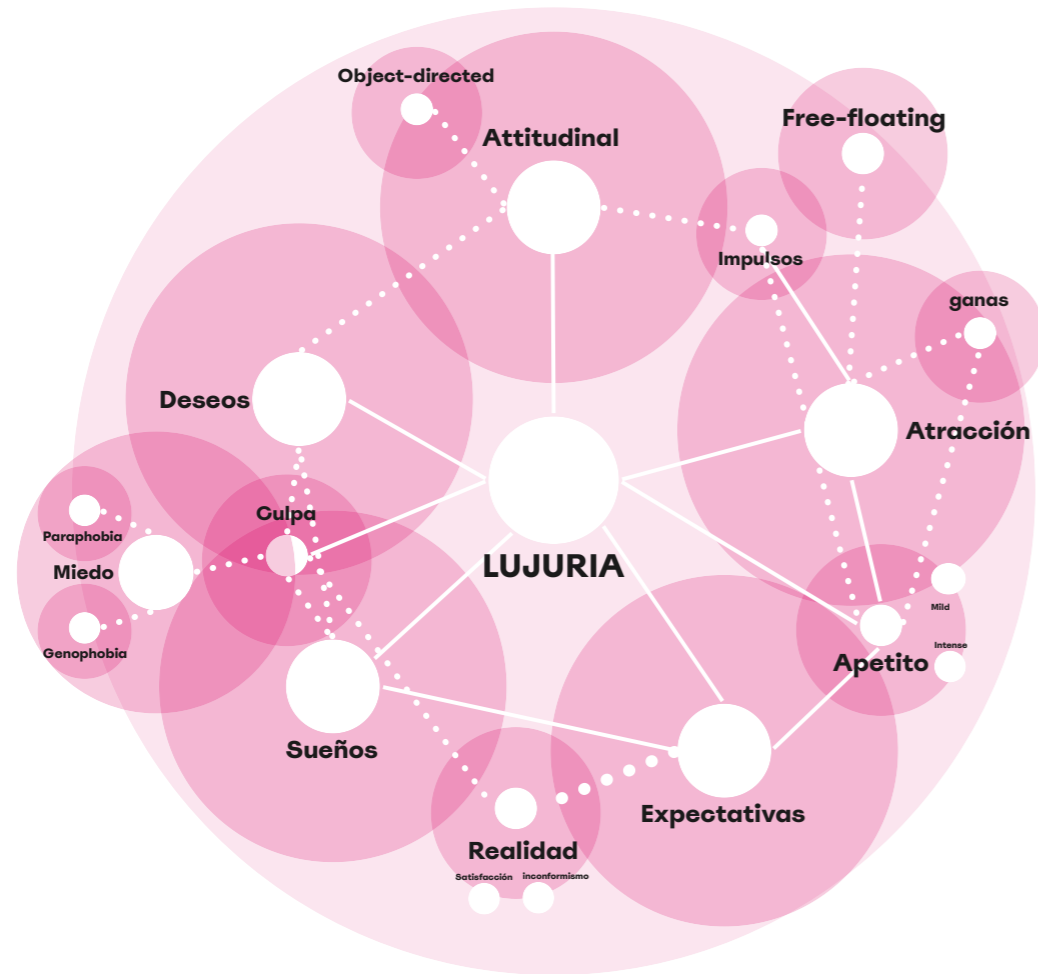 Object-directed
Free-floating
Attitudinal
Impulsos
ganas
Deseos
Atracción
Culpa
Paraphobia
LUJURIA
Miedo
Mild
Genophobia
Intense
Apetito
Sueños
Expectativas
Realidad
Satisfacción
inconformismo